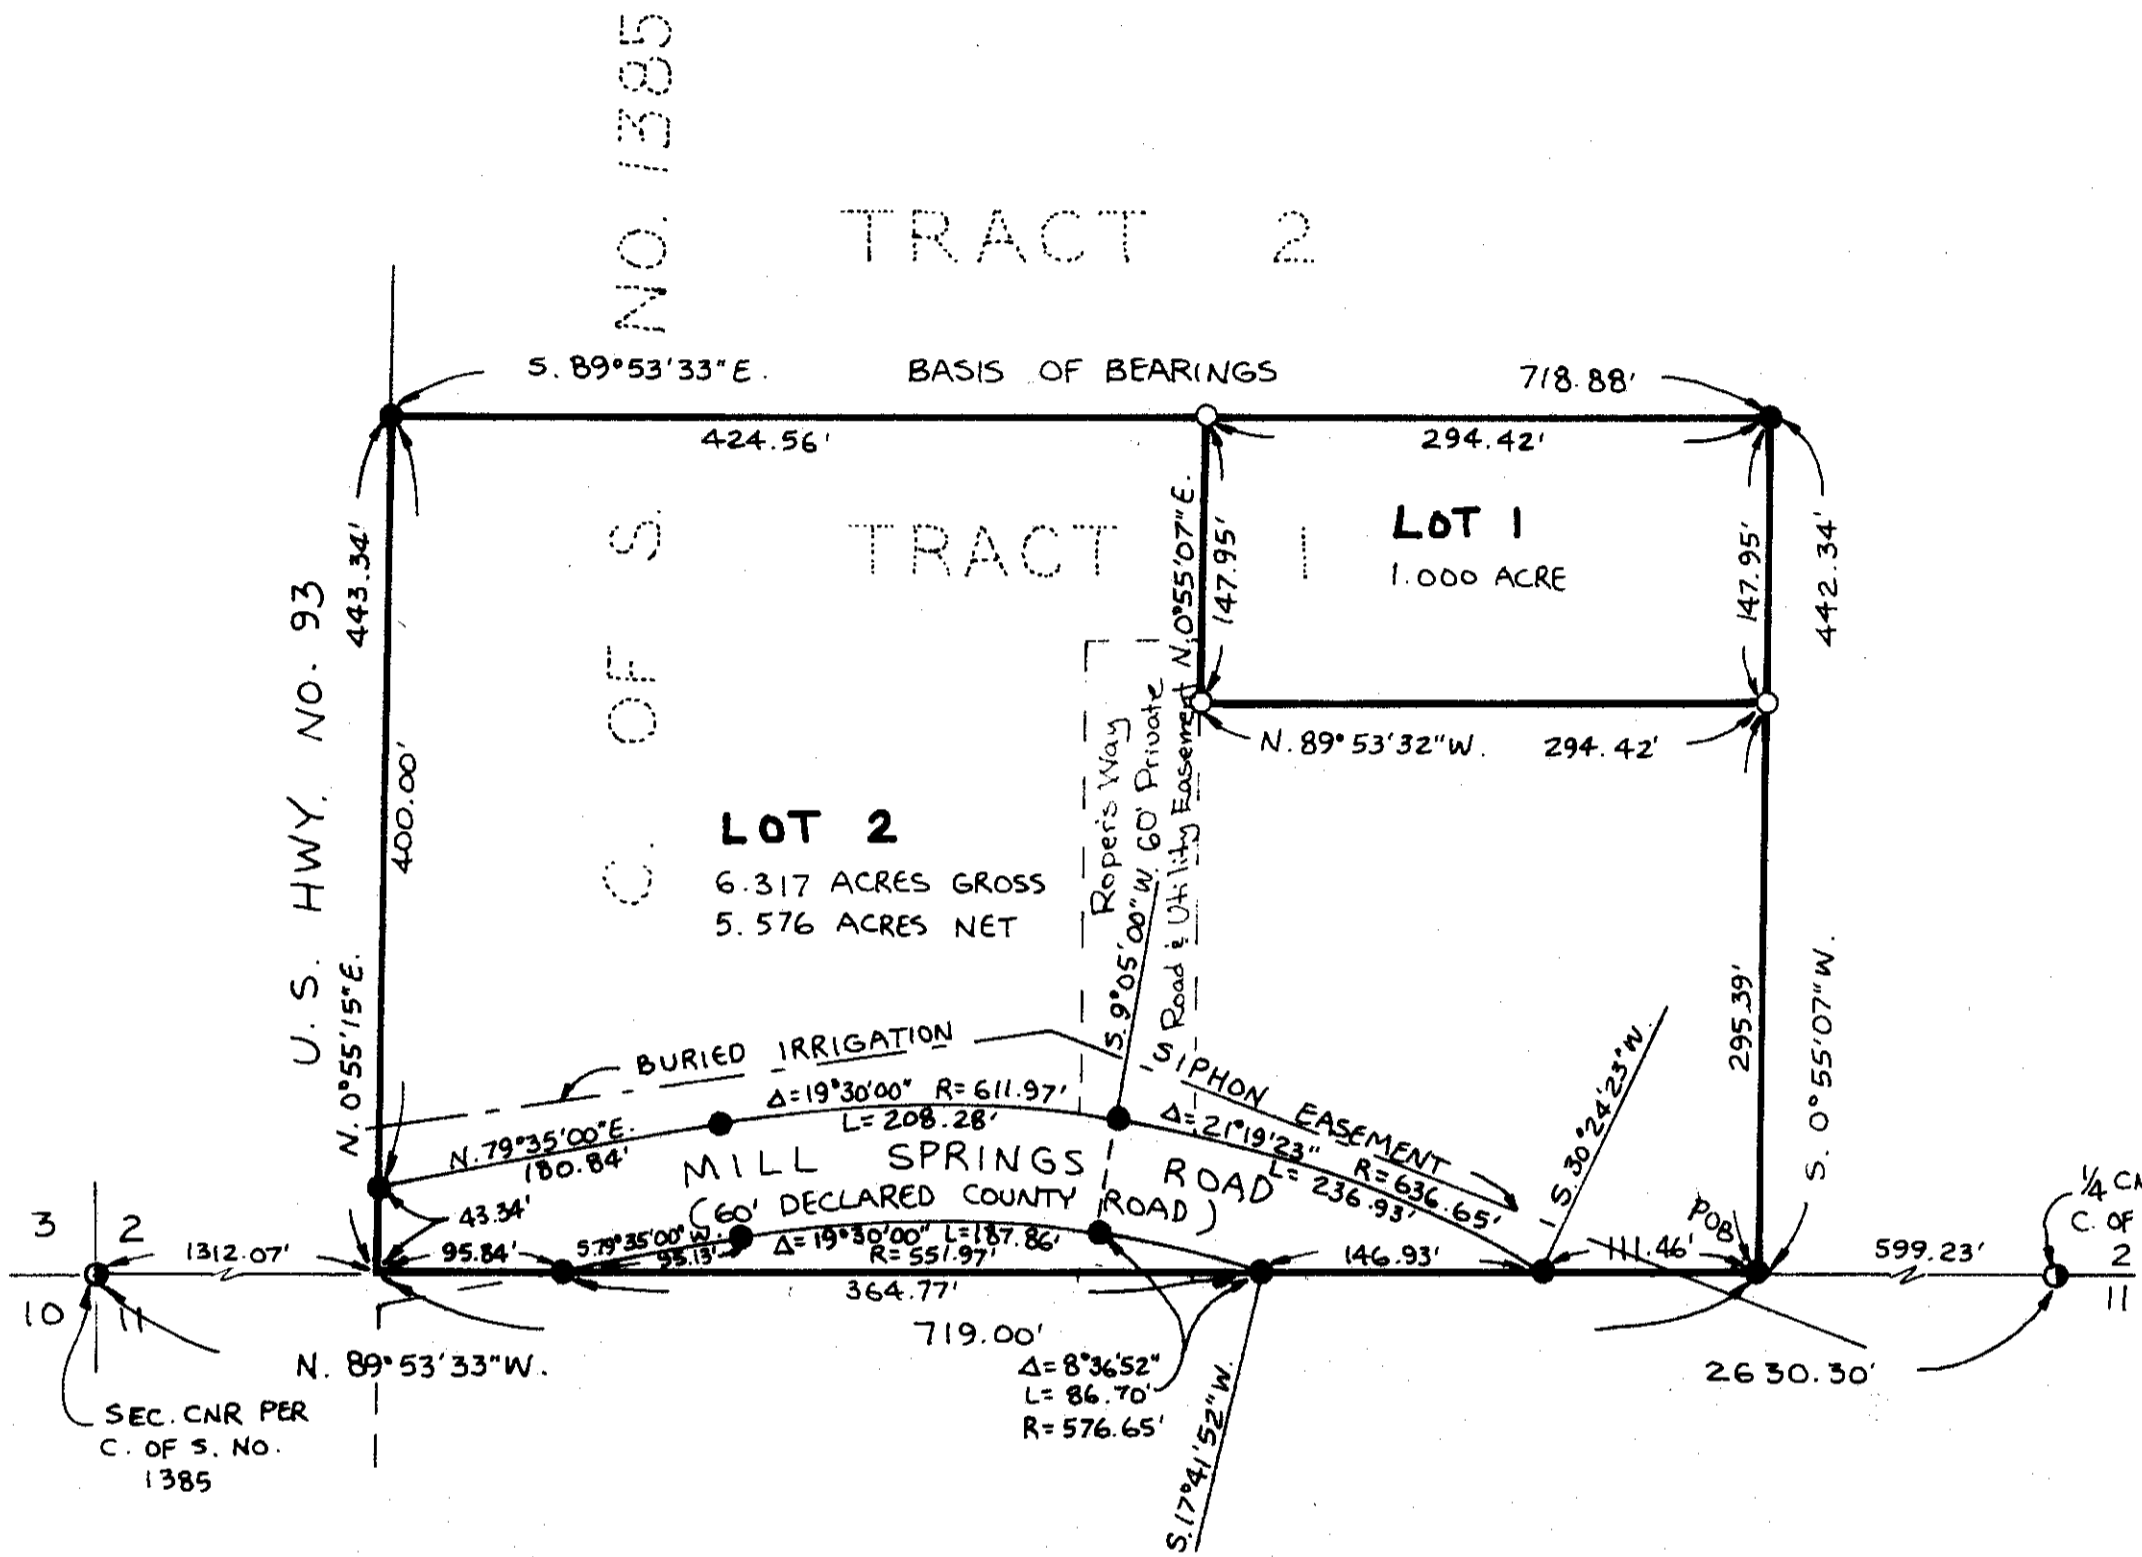 NO. 1385
TRACT 2
S. 89°53'33"E.
BASIS OF BEARINGS
718.88'
424.56'
294.42'
443.34'
C. OF S.
TRACT 1
N. 0°55'07"E.
147.95'
LOT 1
1.000 ACRE
147.95'
442.34'
U.S. HWY. NO. 93
400.00'
N. 89°53'32"W.
294.42'
LOT 2
6.317 ACRES GROSS
5.576 ACRES NET
Roper's Way
60' Private
Road & Utility Easement
S. 9°05'00"W.
295.39'
S. 0°55'07"W.
N. 0°55'15"E.
BURIED IRRIGATION
SIPHON EASEMENT
Δ=19°30'00" R=611.97'
L=208.28'
N. 79°35'00"E.
180.84'
Δ=21°19'23"
L=236.93'
R=636.65'
S. 30°24'23"W.
MILL SPRINGS ROAD
(60' DECLARED COUNTY ROAD)
43.34'
S79°35'00"W.
95.13'
Δ=19°30'00" L=187.86'
R=551.97'
POB
1/4
C. OF
3
2
10
11
1312.07'
95.84'
364.77'
146.93'
111.46'
599.23'
2
11
719.00'
N. 89°53'33"W.
2630.30'
Δ=8°36'52"
L=86.70'
R=576.65'
S. 17°41'52"W.
SEC. CNR PER
C. OF S. NO.
1385